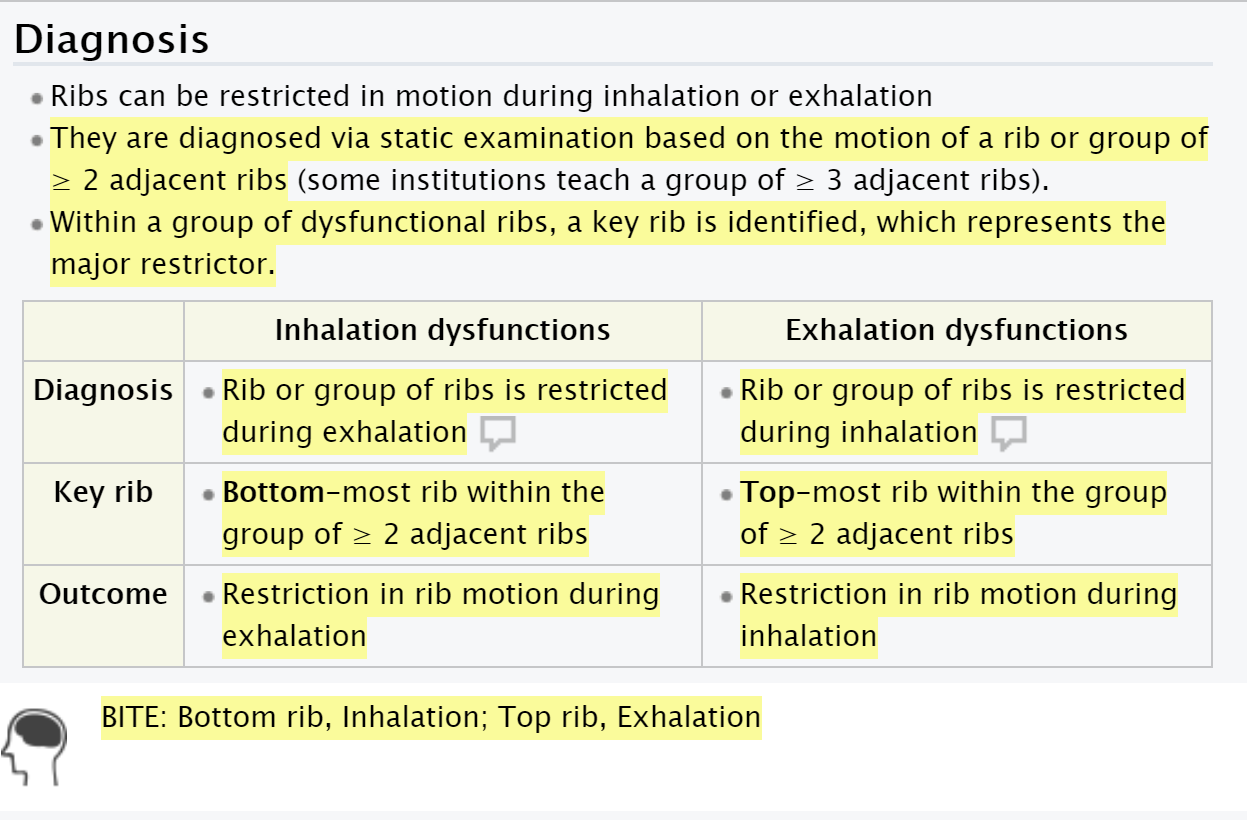 Diagnosis
Ribs can be restricted in motion during inhalation or exhalation
They are diagnosed via static examination based on the motion of a rib or group of
≥ 2 adjacent ribs (some institutions teach a group of ≥ 3 adjacent ribs).
Within a group of dysfunctional ribs, a key rib is identified, which represents the
major restrictor.
Inhalation dysfunctions
Exhalation dysfunctions
Diagnosis
Rib or group of ribs is restricted
during exhalation
Rib or group of ribs is restricted
during inhalation
Key rib
Bottom-most rib within the
group of ≥ 2 adjacent ribs
Top-most rib within the group
of ≥ 2 adjacent ribs
Outcome
Restriction in rib motion during
exhalation
Restriction in rib motion during
inhalation
BITE: Bottom rib, Inhalation; Top rib, Exhalation